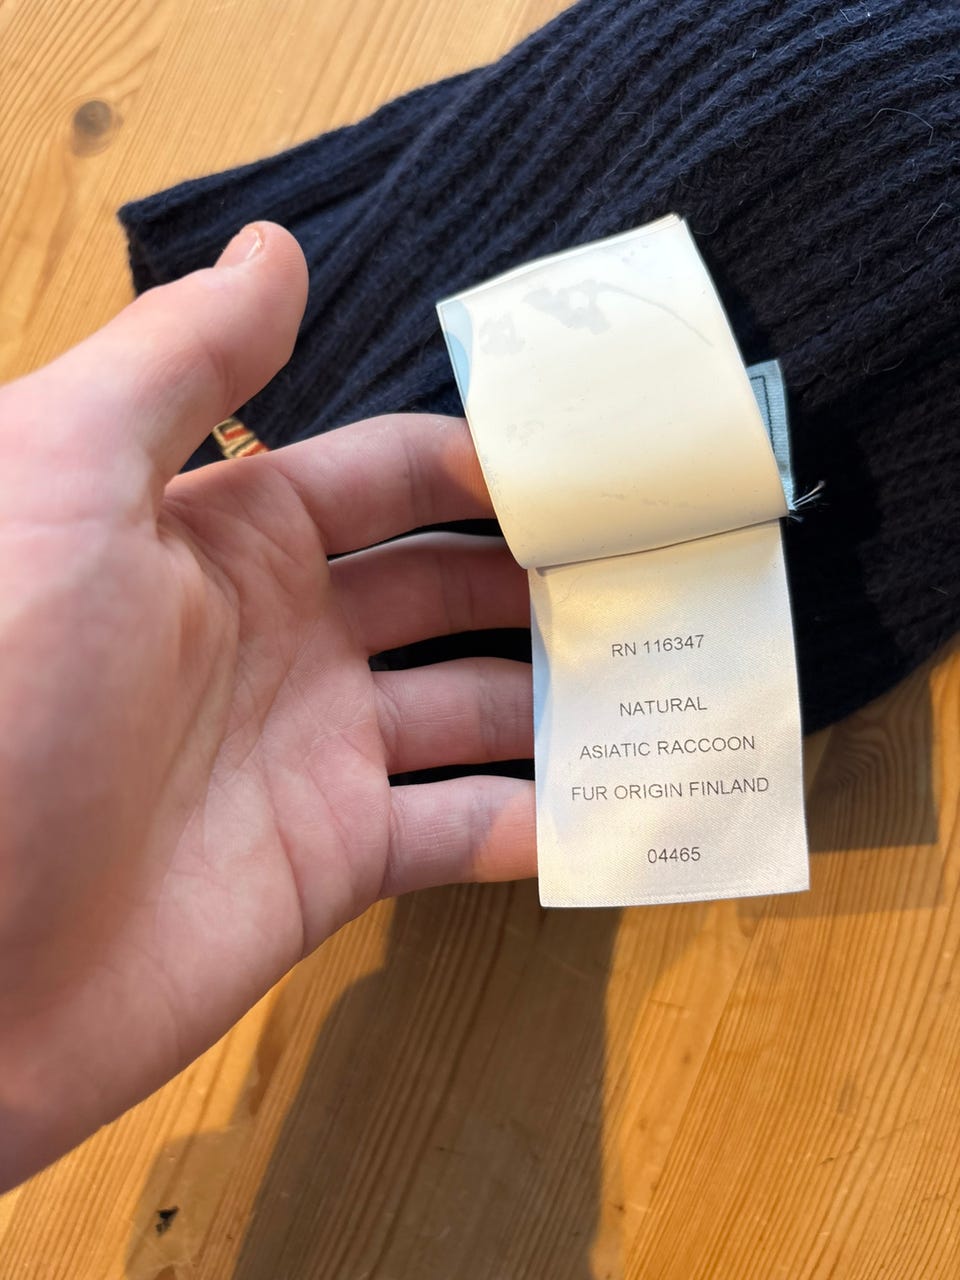 RN 116347
NATURAL
ASIATIC RACCOON
FUR ORIGIN FINLAND
04465